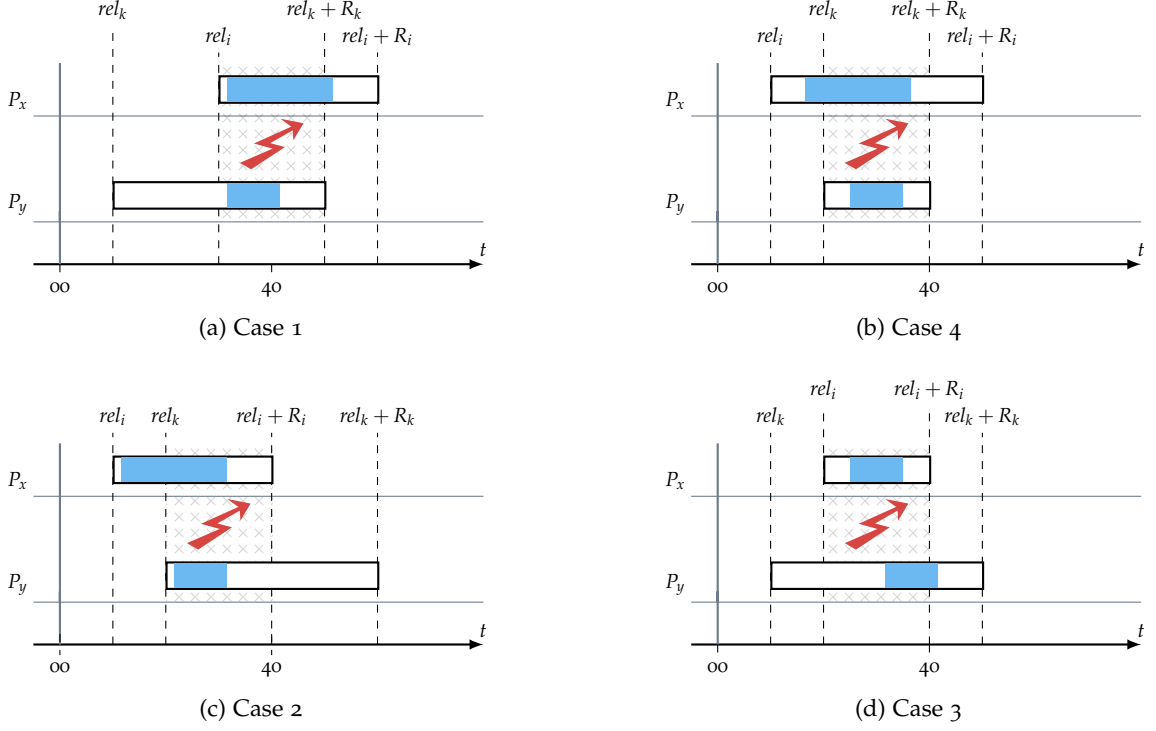 rel_k
rel_i
rel_k + R_k
rel_i + R_i
P_x
P_y
t
00
40
(a) Case 1
rel_i
rel_k
rel_k + R_k
rel_i + R_i
P_x
P_y
t
00
40
(b) Case 4
rel_i
rel_k
rel_i + R_i
rel_k + R_k
P_x
P_y
t
00
40
(c) Case 2
rel_k
rel_i
rel_i + R_i
rel_k + R_k
P_x
P_y
t
00
40
(d) Case 3